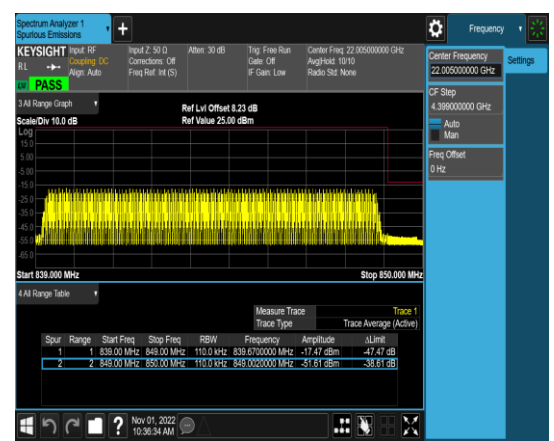 Spectrum Analyzer 1
Spurious Emissions
Frequency
KEYSIGHT
Input: RF
Input Z: 50 Ω
Atten: 30 dB
Trig: Free Run
Center Freq: 22.005000000 GHz
RL
Coupling: DC
Corrections: Off
Gate: Off
Avg|Hold: 10/10
Align: Auto
Freq Ref: Int (S)
IF Gain: Low
Radio Std: None
PASS
Center Frequency
22.005000000 GHz
Settings
CF Step
4.399000000 GHz
Auto
Man
Freq Offset
0 Hz
3 All Range Graph
Ref Lvl Offset 8.23 dB
Scale/Div 10.0 dB
Ref Value 25.00 dBm
Log
15.0
5.00
-5.00
-15.0
-25.0
-35.0
-45.0
-55.0
-65.0
Start 839.000 MHz
Stop 850.000 MHz
4 All Range Table
Measure Trace
Trace 1
Trace Type
Trace Average (Active)
Spur Range Start Freq Stop Freq RBW Frequency Amplitude ΔLimit
1 1 839.00 MHz 849.00 MHz 110.0 kHz 839.6700000 MHz -17.47 dBm -47.47 dB
2 2 849.00 MHz 850.00 MHz 110.0 kHz 849.0020000 MHz -51.61 dBm -38.61 dB
?
Nov 01, 2022
10:36:34 AM